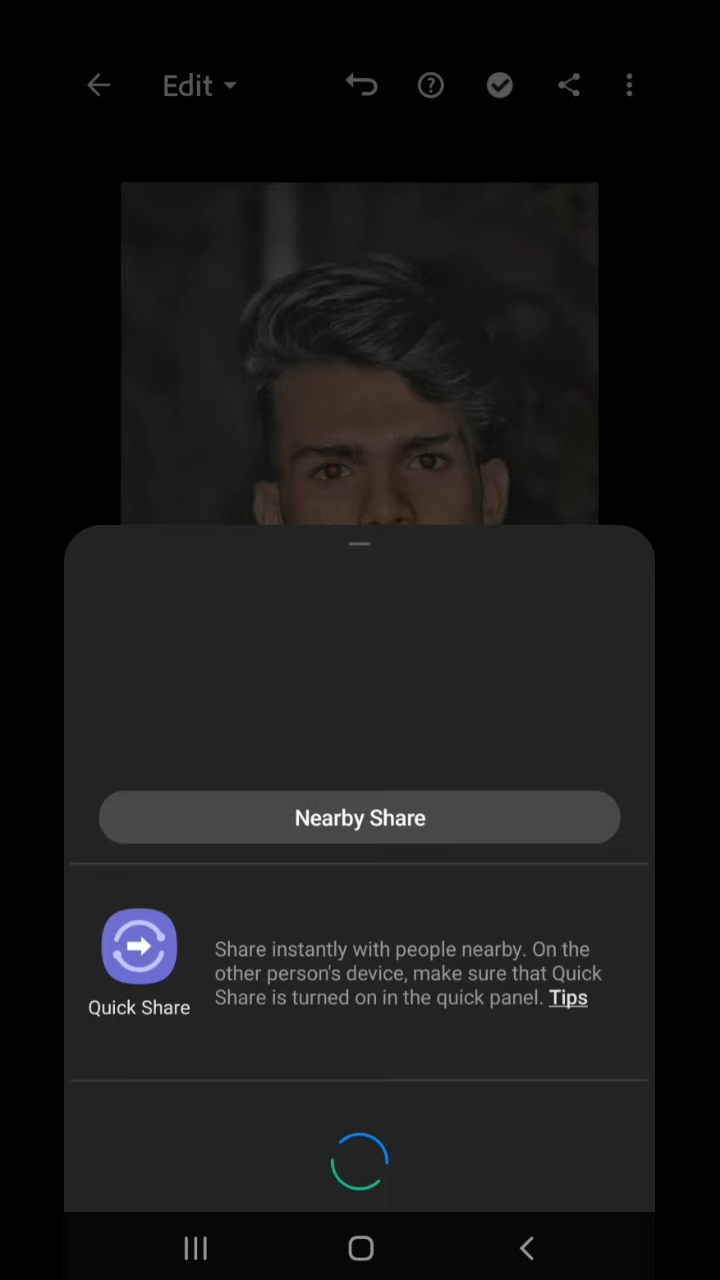 Edit
Nearby Share
Share instantly with people nearby. On the
other person's device, make sure that Quick
Share is turned on in the quick panel. Tips
Quick Share